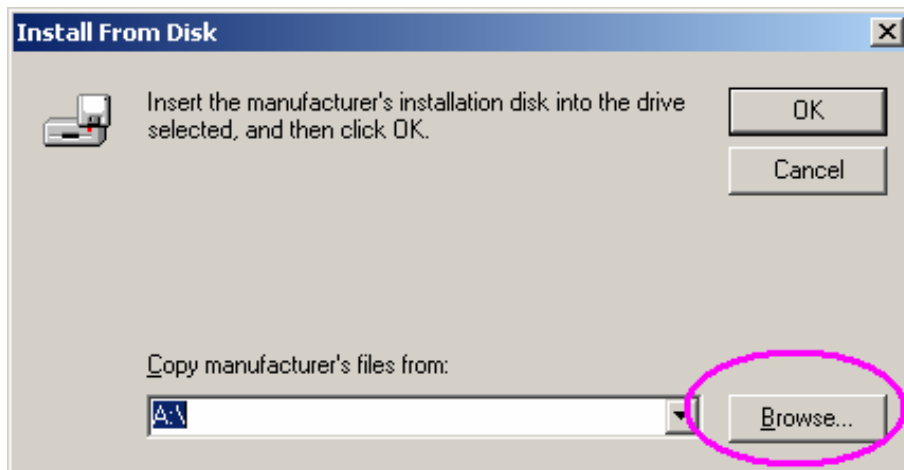 Install From Disk
Insert the manufacturer's installation disk into the drive
selected, and then click OK.
OK
Cancel
Copy manufacturer's files from:
A:\
Browse...